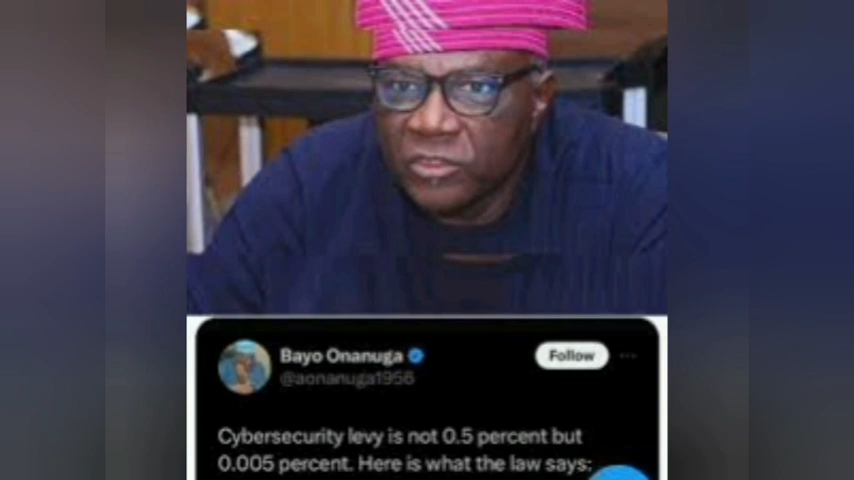 Bayo Onanuga
Follow
@aonanuga1956
Cybersecurity levy is not 0.5 percent but
0.005 percent. Here is what the law says: